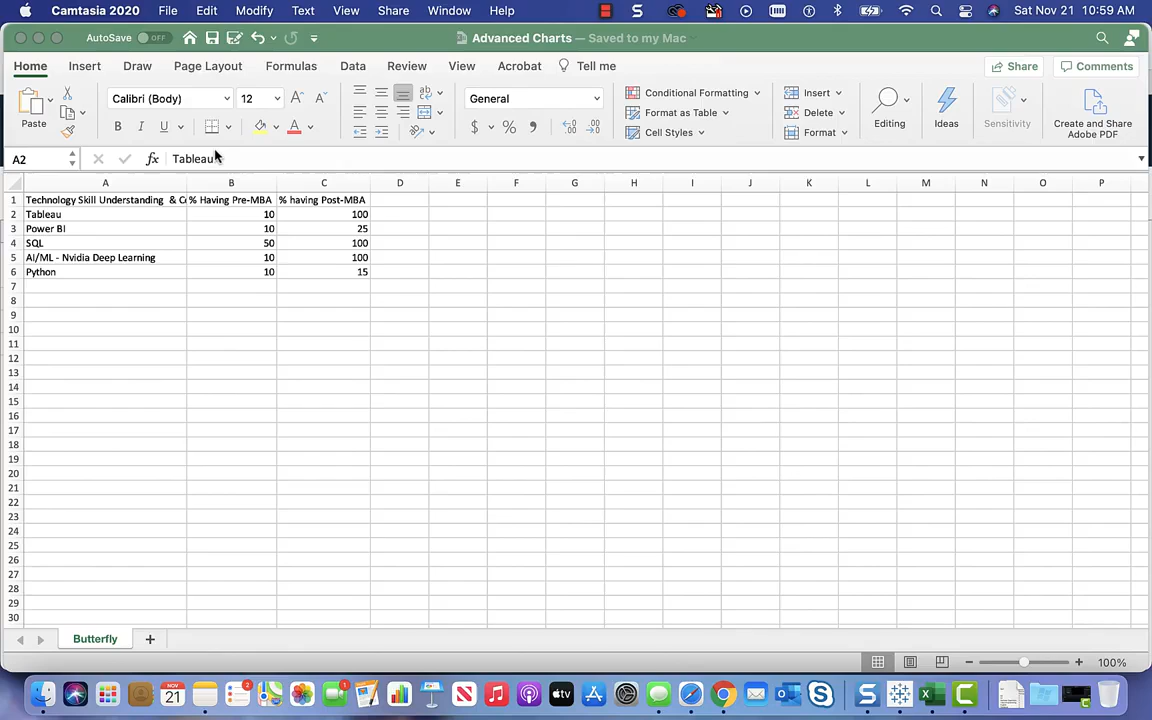 Camtasia 2020 File Edit Modify Text Share Window Help Sat Nov 21 10:59 AM
AutoSave OFF Advanced Charts — Saved to my Mac
Home Insert Draw Page Layout Formulas Data Review View Acrobat Tell me Share Comments
Calibri (Body) 12 General Conditional Formatting Insert
Format as Table Delete
Paste B I U $ % Cell Styles Format Editing Ideas Sensitivity Create and Share Adobe PDF
A2 fx Tableau
A B C D E F G H I J K L M N O P
1 Technology Skill Understanding & % Having Pre-MBA % having Post-MBA
2 Tableau 10 100
3 Power BI 10 25
4 SQL 50 100
5 AI/ML - Nvidia Deep Learning 10 100
6 Python 10 15
7
8
9
10
11
12
13
14
15
16
17
18
19
20
21
22
23
24
25
26
27
28
29
30
Butterfly
100%
NOV 21 2 1 tv